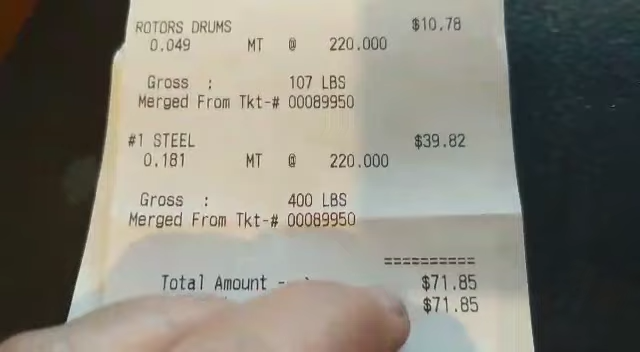 ROTORS DRUMS $10.78
0.049 MT @ 220.000
Gross : 107 LBS
Merged From Tkt-# 00089950
#1 STEEL $39.82
0.181 MT @ 220.000
Gross : 400 LBS
Merged From Tkt-# 00089950
==========
Total Amount - $71.85
$71.85